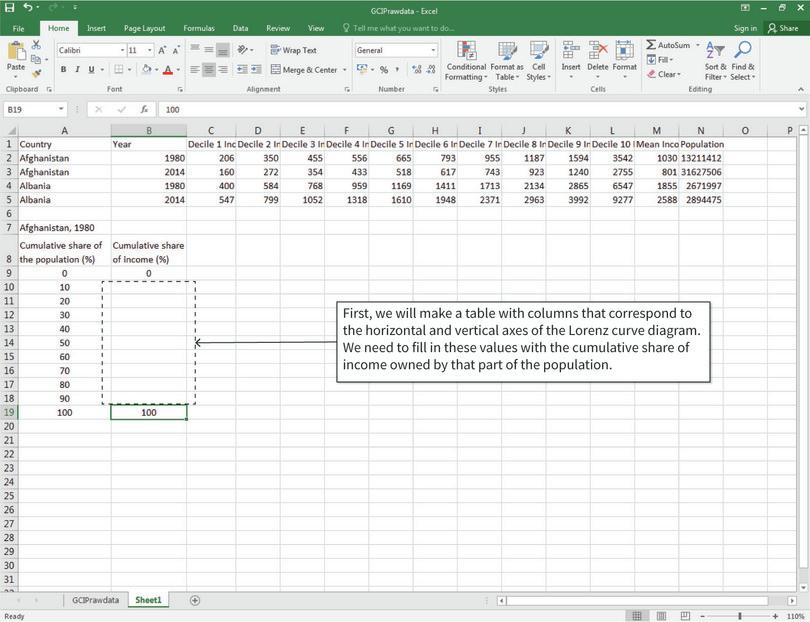 GCIPrawdata - Excel
File Home Insert Page Layout Formulas Data Review View Tell me what you want to do... Sign in Share
Calibri 11 A A Wrap Text General AutoSum
Paste B I U A Merge & Center % , Conditional Formatting Format as Table Cell Styles Insert Delete Format Fill Clear Sort & Filter Find & Select
Clipboard Font Alignment Number Styles Cells Editing
B19 fx 100
A B C D E F G H I J K L M N O P
1 Country Year Decile 1 Inc Decile 2 In Decile 3 In Decile 4 In Decile 5 In Decile 6 In Decile 7 In Decile 8 In Decile 9 In Decile 10 I Mean Inco Population
2 Afghanistan 1980 206 350 455 556 665 793 955 1187 1594 3542 1030 13211412
3 Afghanistan 2014 160 272 354 433 518 617 743 923 1240 2755 801 31627506
4 Albania 1980 400 584 768 959 1169 1411 1713 2134 2865 6547 1855 2671997
5 Albania 2014 547 799 1052 1318 1610 1948 2371 2963 3992 9277 2588 2894475
6
7 Afghanistan, 1980
Cumulative share of Cumulative share
8 the population (%) of income (%)
9 0 0
10 10
11 20
12 30
13 40
14 50
15 60
16 70
17 80
18 90
19 100 100
20
21
22
23
24
25
26
27
28
29
30
31
First, we will make a table with columns that correspond to
the horizontal and vertical axes of the Lorenz curve diagram.
We need to fill in these values with the cumulative share of
income owned by that part of the population.
GCIPrawdata Sheet1
Ready 110%